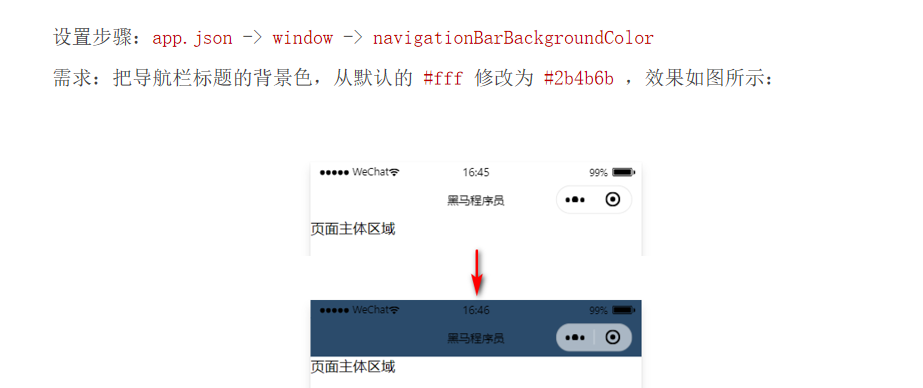 设置步骤：app.json -> window -> navigationBarBackgroundColor
需求：把导航栏标题的背景色，从默认的 #fff 修改为 #2b4b6b ，效果如图所示：
WeChat 16:45 99%
黑马程序员
页面主体区域
WeChat 16:46 99%
黑马程序员
页面主体区域